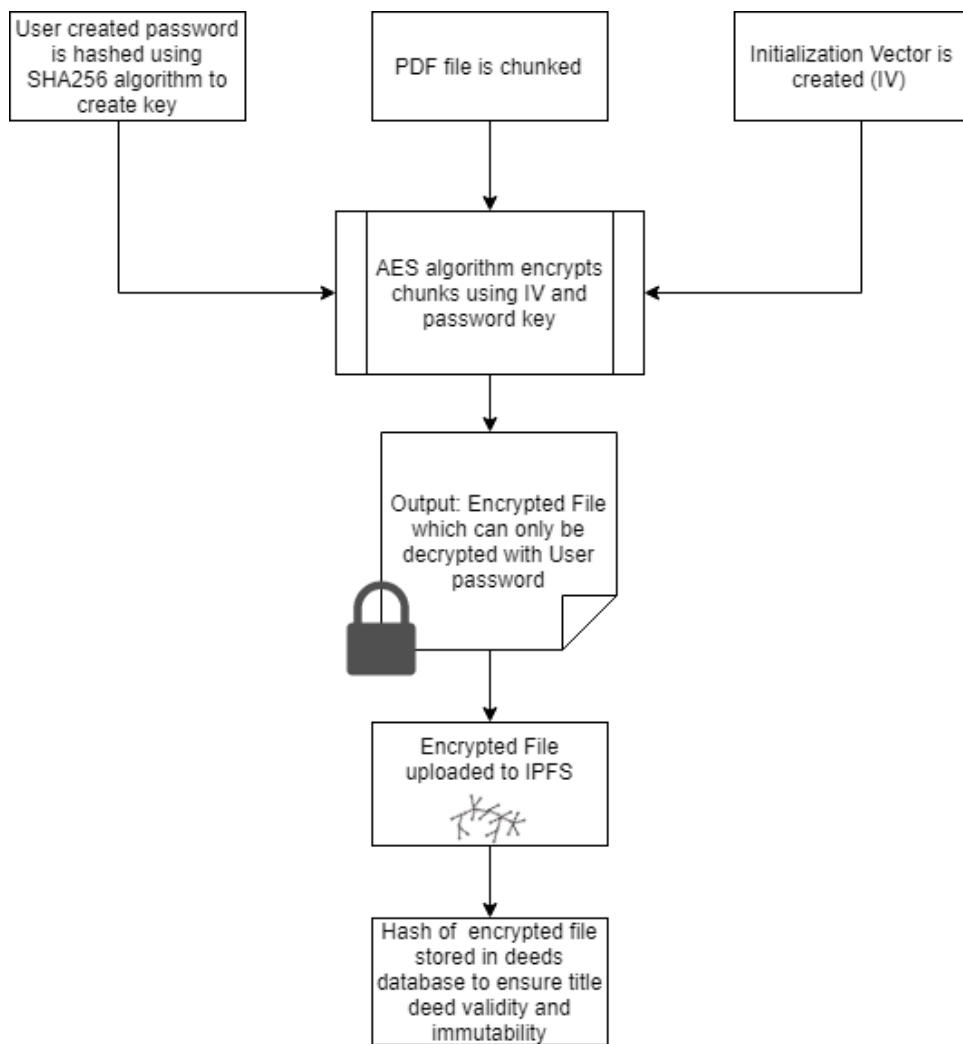 User created password
is hashed using
SHA256 algorithm to
create key
PDF file is chunked
Initialization Vector is
created (IV)
AES algorithm encrypts
chunks using IV and
password key
Output: Encrypted File
which can only be
decrypted with User
password
Encrypted File
uploaded to IPFS
Hash of encrypted file
stored in deeds
database to ensure title
deed validity and
immutability